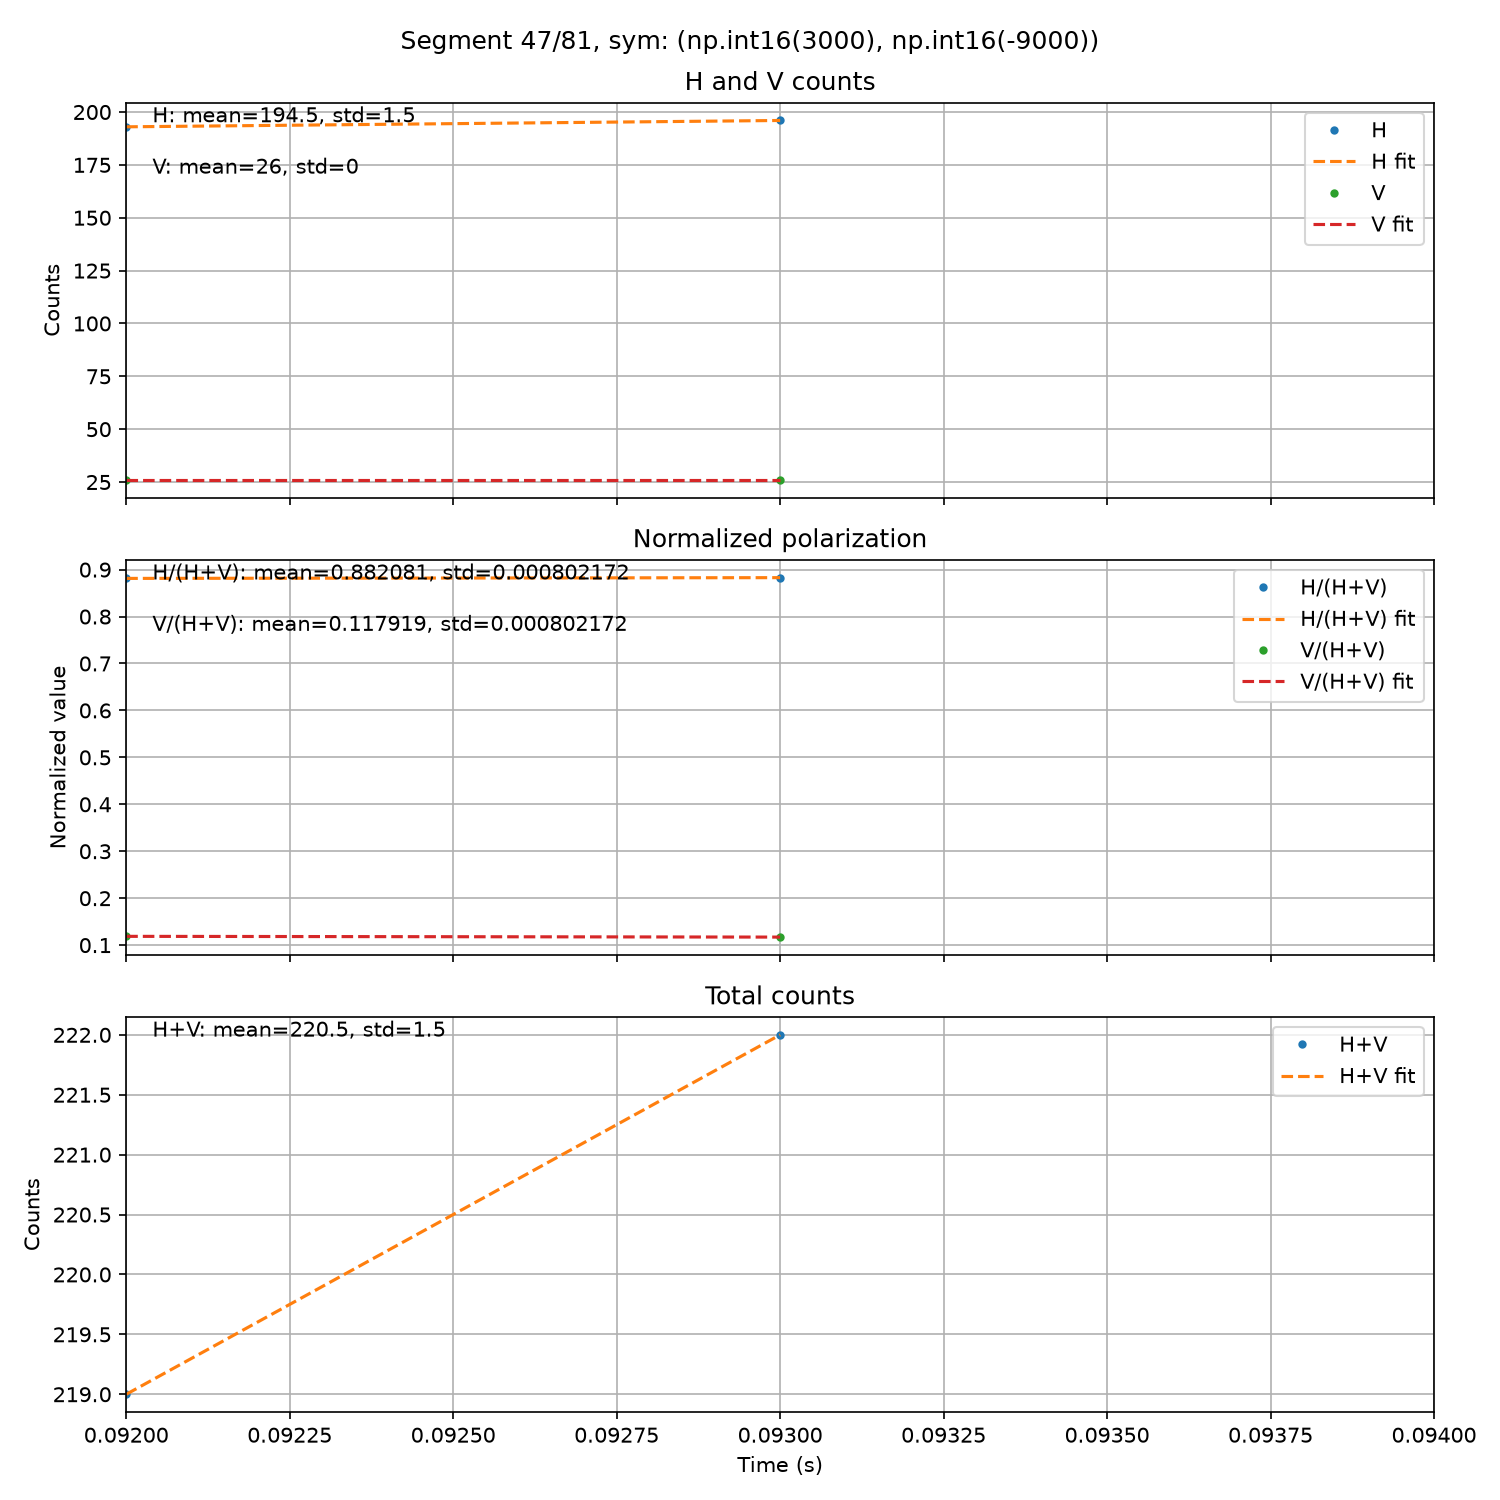 Segment 47/81, sym: (np.int16(3000), np.int16(-9000))
H and V counts
200
175
150
125
100
75
50
25
Counts
H: mean=194.5, std=1.5
V: mean=26, std=0
H
H fit
V
V fit
Normalized polarization
0.9
0.8
0.7
0.6
0.5
0.4
0.3
0.2
0.1
Normalized value
H/(H+V): mean=0.882081, std=0.000802172
V/(H+V): mean=0.117919, std=0.000802172
H/(H+V)
H/(H+V) fit
V/(H+V)
V/(H+V) fit
Total counts
222.0
221.5
221.0
220.5
220.0
219.5
219.0
Counts
H+V: mean=220.5, std=1.5
H+V
H+V fit
0.09200 0.09225 0.09250 0.09275 0.09300 0.09325 0.09350 0.09375 0.09400
Time (s)